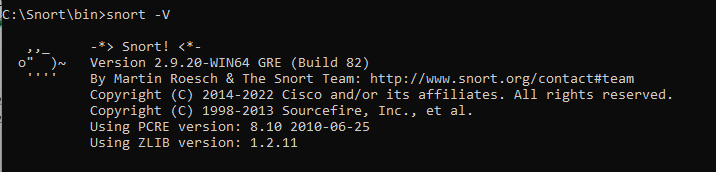 C:\Snort\bin>snort -V
,,_     -*> Snort! <*-
o"  )~   Version 2.9.20-WIN64 GRE (Build 82)
''''    By Martin Roesch & The Snort Team: http://www.snort.org/contact#team
Copyright (C) 2014-2022 Cisco and/or its affiliates. All rights reserved.
Copyright (C) 1998-2013 Sourcefire, Inc., et al.
Using PCRE version: 8.10 2010-06-25
Using ZLIB version: 1.2.11